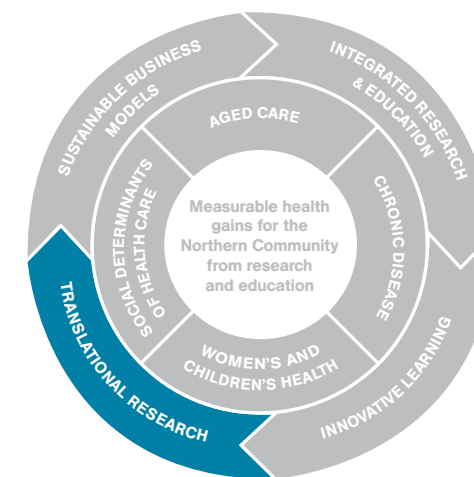 SUSTAINABLE BUSINESS
MODELS
INTEGRATED RESEARCH
& EDUCATION
AGED CARE
SOCIAL DETERMINANTS
OF HEALTH CARE
Measurable health
gains for the
Northern Community
from research
and education
CHRONIC DISEASE
WOMEN'S AND
CHILDREN'S HEALTH
TRANSLATIONAL RESEARCH
INNOVATIVE LEARNING